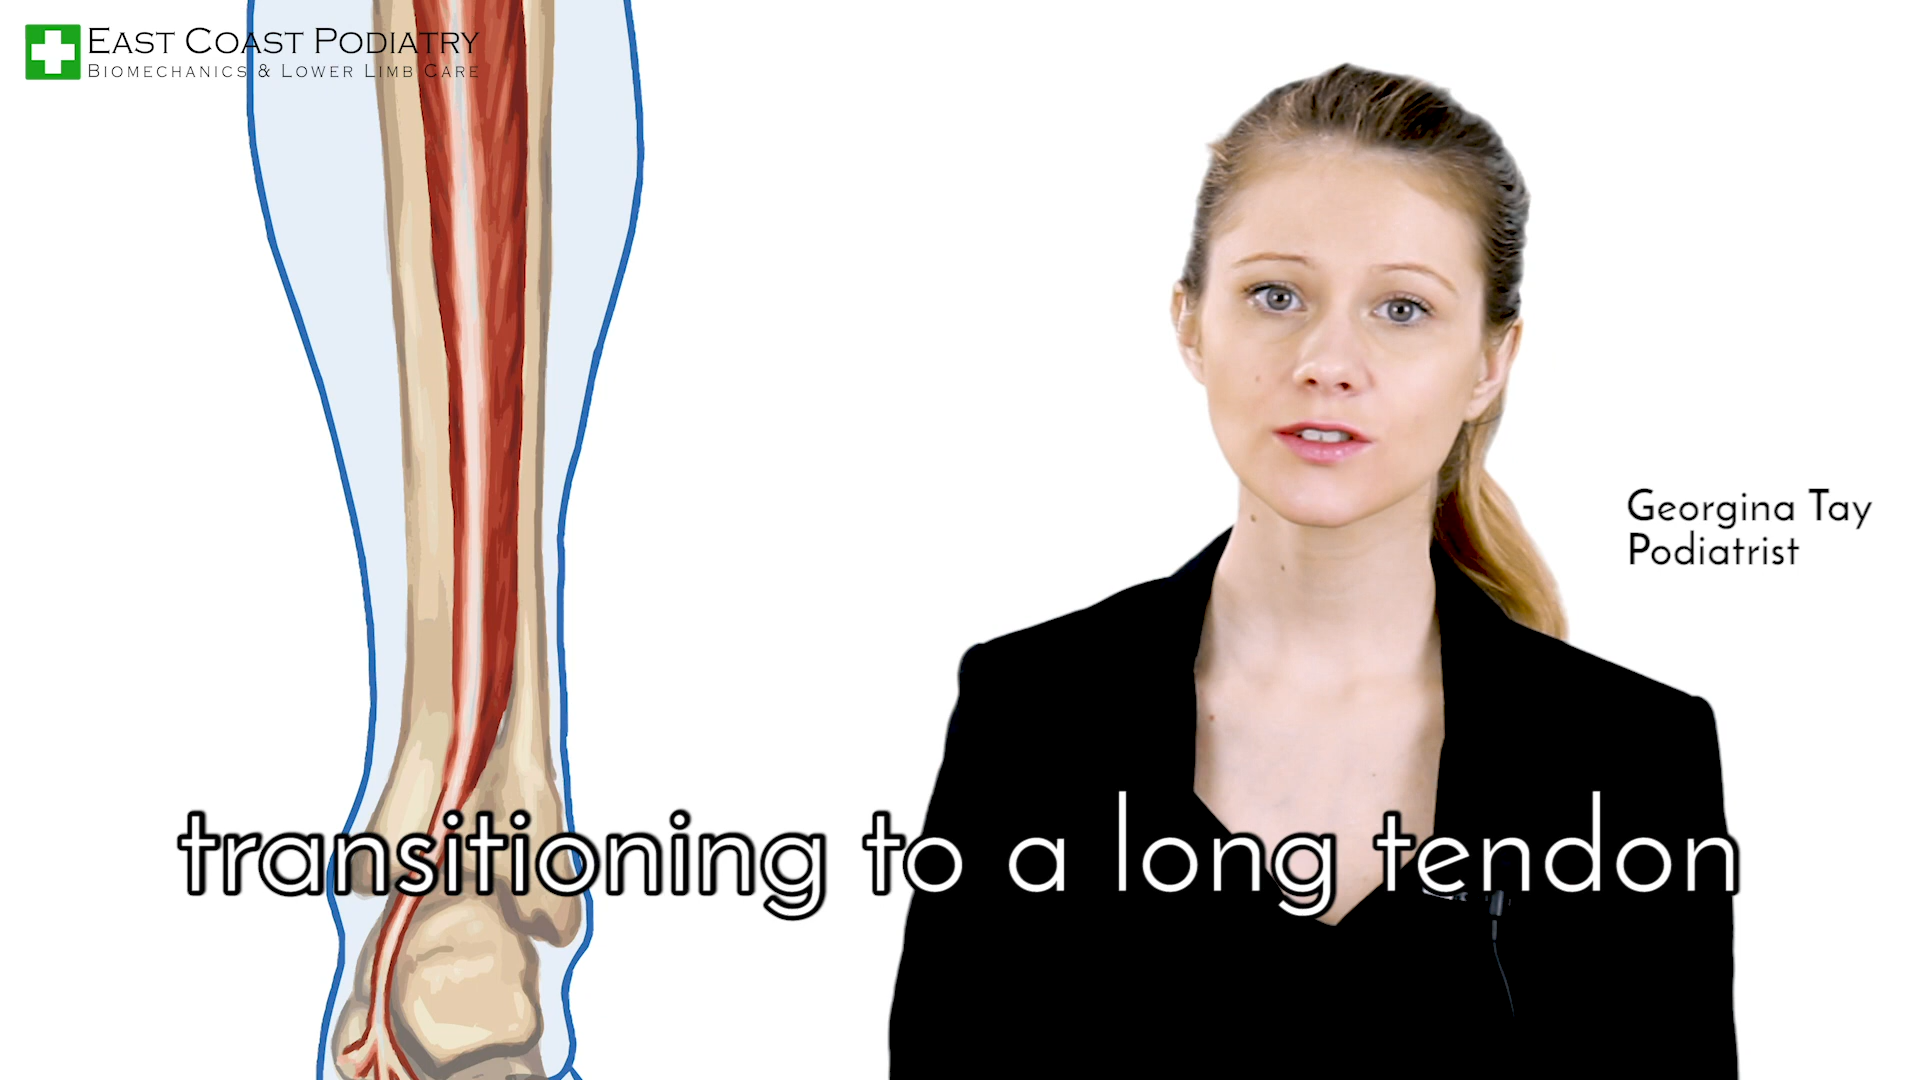 EAST COAST PODIATRY
BIOMECHANICS & LOWER LIMB CARE
Georgina Tay
Podiatrist
transitioning to a long tendon